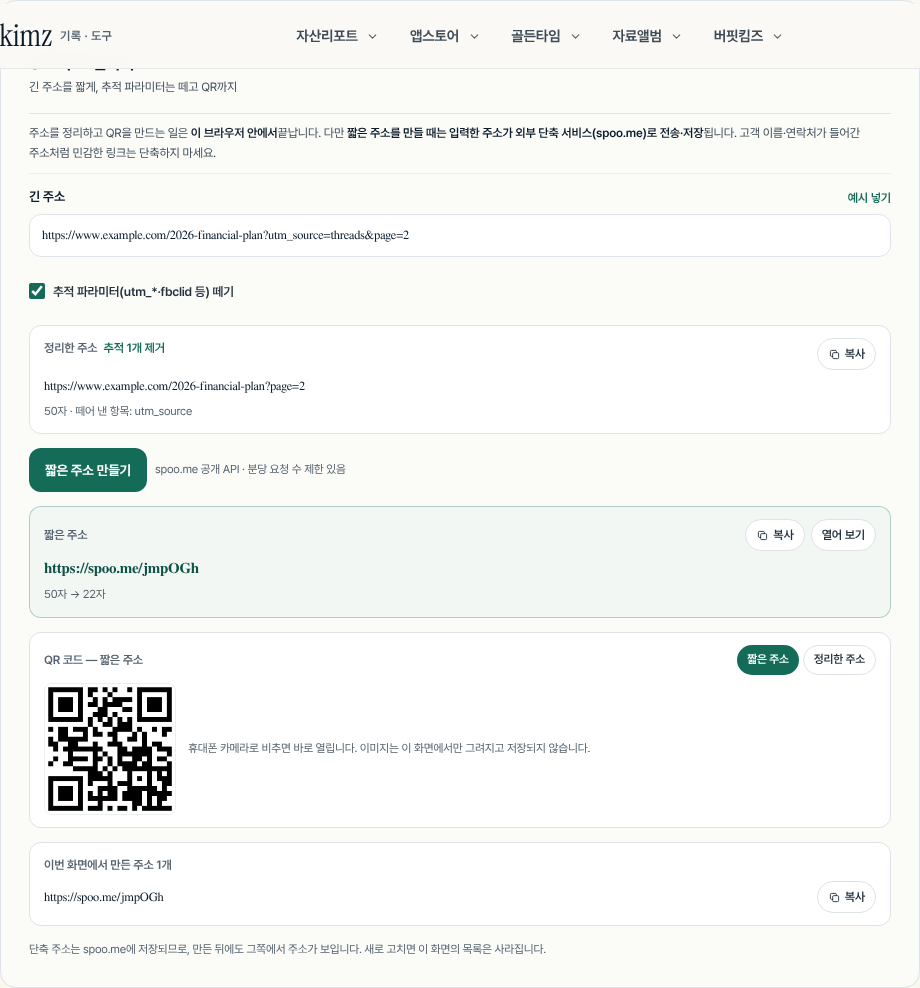 kimz 기록 · 도구
자산리포트
앱스토어
골든타임
자료앨범
버핏킴즈
긴 주소를 짧게, 추적 파라미터는 떼고 QR까지
주소를 정리하고 QR을 만드는 일은 이 브라우저 안에서끝납니다. 다만 짧은 주소를 만들 때는 입력한 주소가 외부 단축 서비스(spoo.me)로 전송·저장됩니다. 고객 이름·연락처가 들어간
주소처럼 민감한 링크는 단축하지 마세요.
긴 주소
예시 넣기
https://www.example.com/2026-financial-plan?utm_source=threads&page=2
추적 파라미터(utm_*·fbclid 등) 떼기
정리한 주소 추적 1개 제거
복사
https://www.example.com/2026-financial-plan?page=2
50자 · 떼어 낸 항목: utm_source
짧은 주소 만들기
spoo.me 공개 API · 분당 요청 수 제한 있음
짧은 주소
복사
열어 보기
https://spoo.me/jmpOGh
50자 → 22자
QR 코드 — 짧은 주소
짧은 주소
정리한 주소
휴대폰 카메라로 비추면 바로 열립니다. 이미지는 이 화면에서만 그려지고 저장되지 않습니다.
이번 화면에서 만든 주소 1개
https://spoo.me/jmpOGh
복사
단축 주소는 spoo.me에 저장되므로, 만든 뒤에도 그쪽에서 주소가 보입니다. 새로 고치면 이 화면의 목록은 사라집니다.